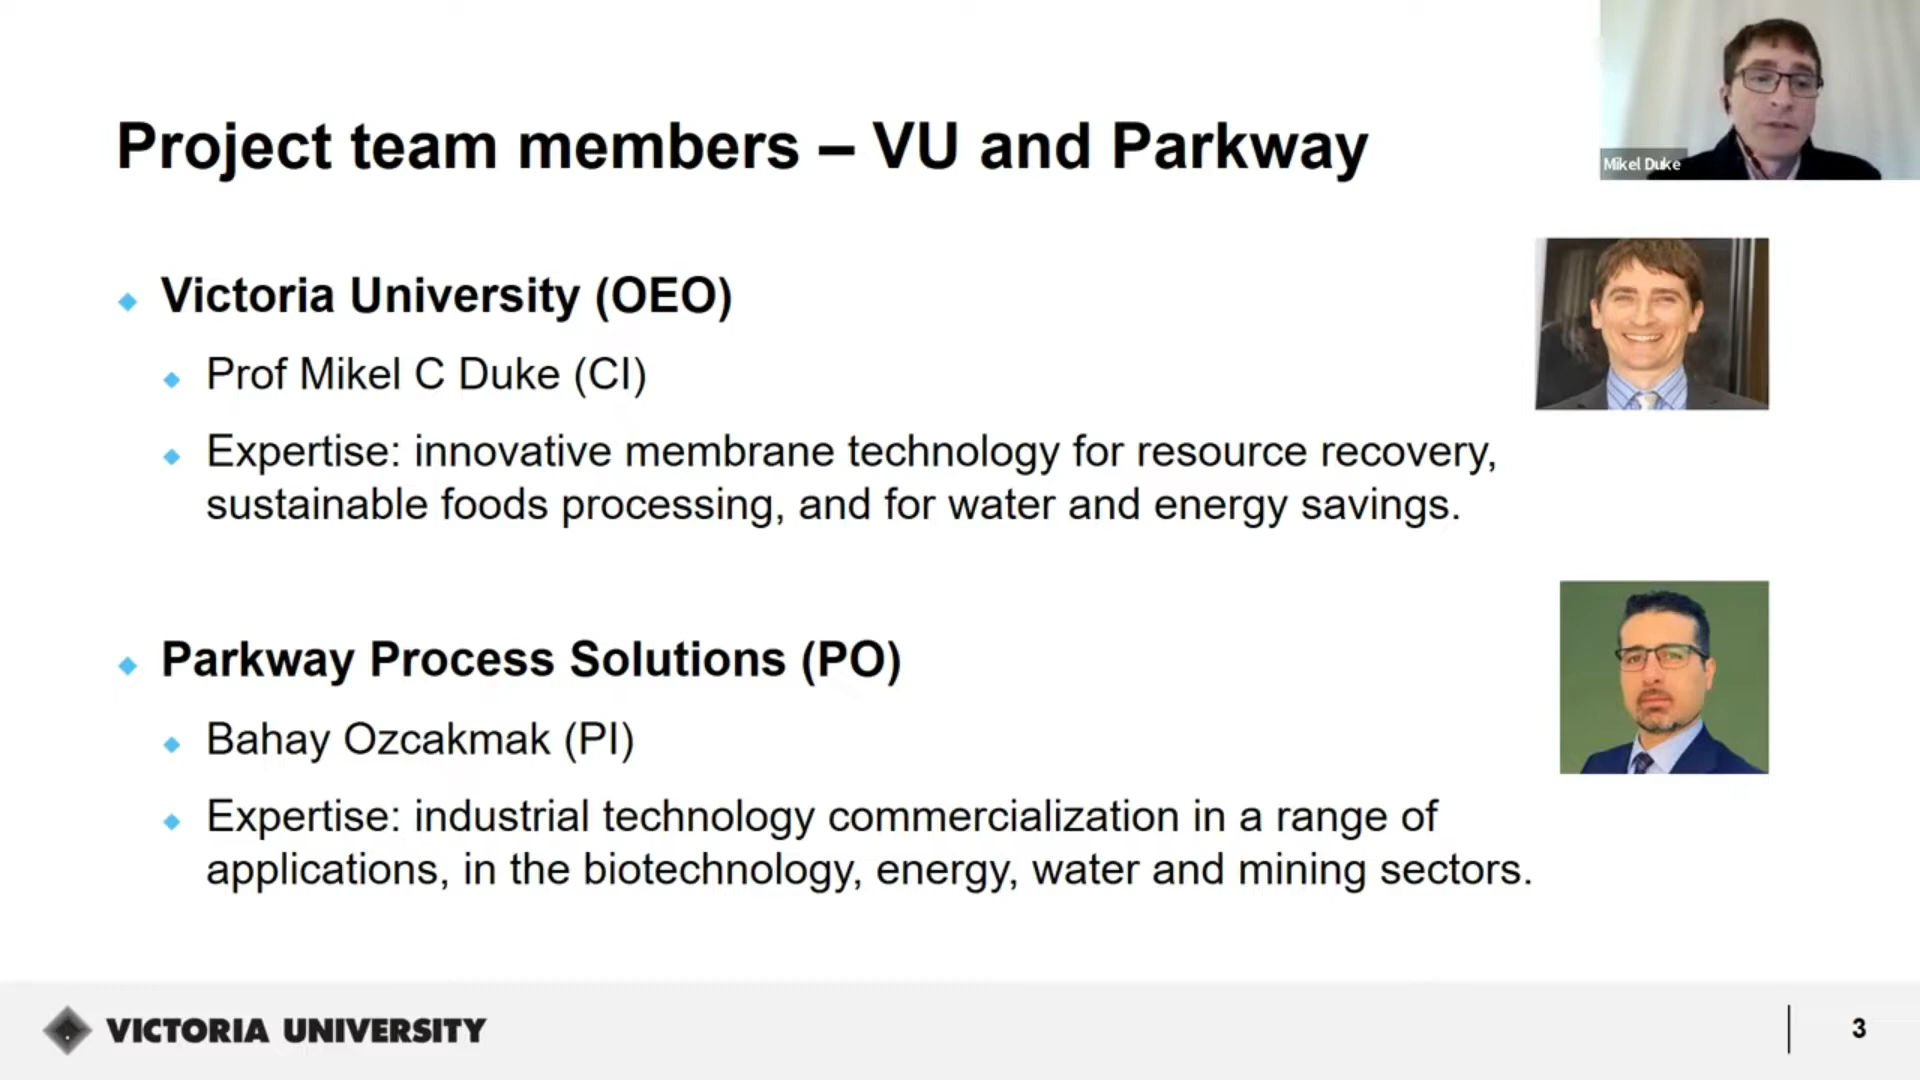 Project team members – VU and Parkway
Mikel Duke
Victoria University (OEO)
Prof Mikel C Duke (CI)
Expertise: innovative membrane technology for resource recovery,
sustainable foods processing, and for water and energy savings.
Parkway Process Solutions (PO)
Bahay Ozcakmak (PI)
Expertise: industrial technology commercialization in a range of
applications, in the biotechnology, energy, water and mining sectors.
VICTORIA UNIVERSITY
3